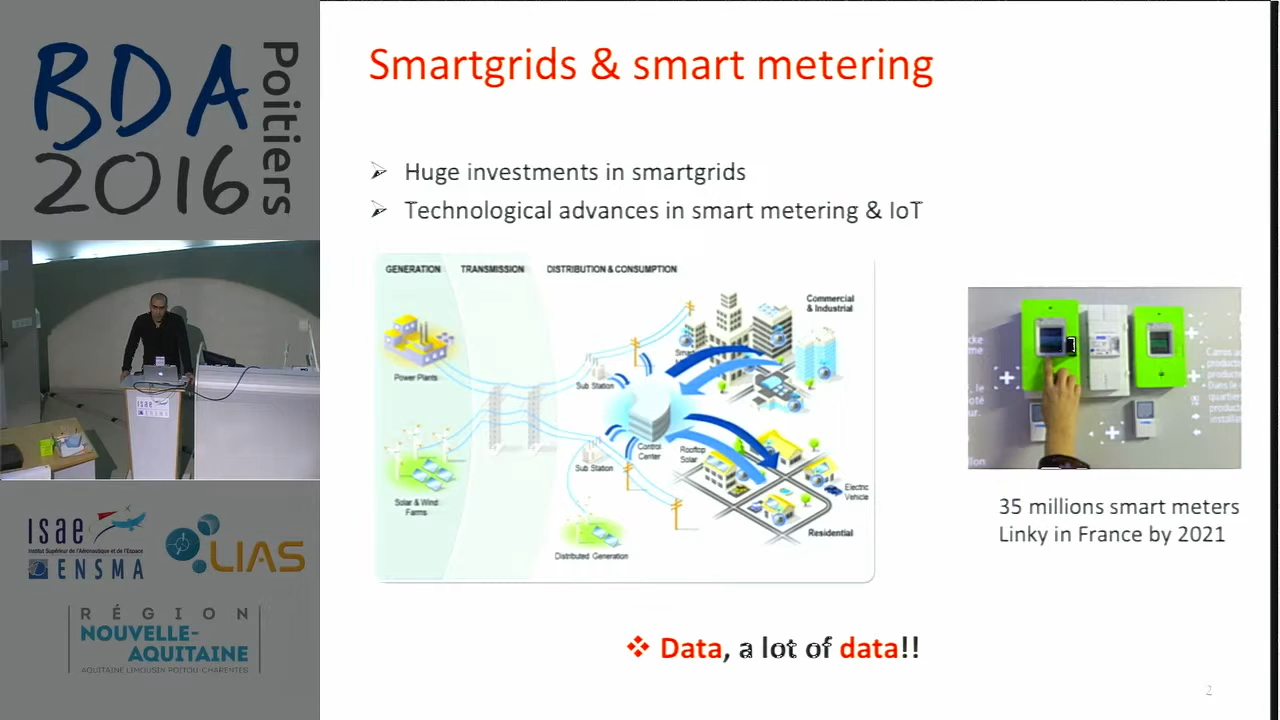 BDA
2016
Poitiers
isae
ENSMA
isae
Institut Supérieur de l'Aéronautique et de l'Espace
ENSMA
LIAS
RÉGION
NOUVELLE-
AQUITAINE
AQUITAINE LIMOUSIN POITOU-CHARENTES
Smartgrids & smart metering
➢ Huge investments in smartgrids
➢ Technological advances in smart metering & IoT
GENERATION
TRANSMISSION
DISTRIBUTION & CONSUMPTION
Commercial
& Industrial
Power Plants
Sub Station
Control
Center
Rooftop
Solar
Sub Station
Electric
Vehicle
Solar & Wind
Farms
Residential
Distributed Generation
35 millions smart meters
Linky in France by 2021
❖ Data, a lot of data!!
2